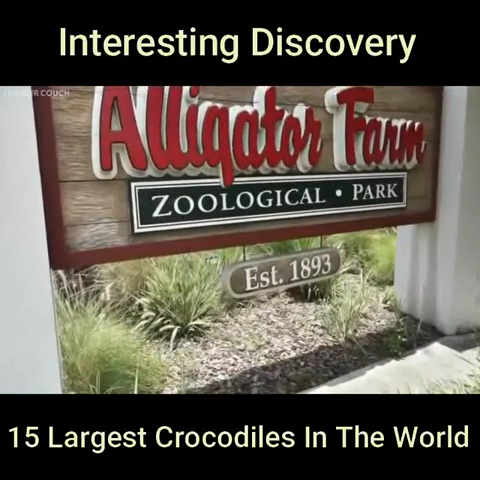 Interesting Discovery
Alligator Farm
ZOOLOGICAL • PARK
Est. 1893
15 Largest Crocodiles In The World